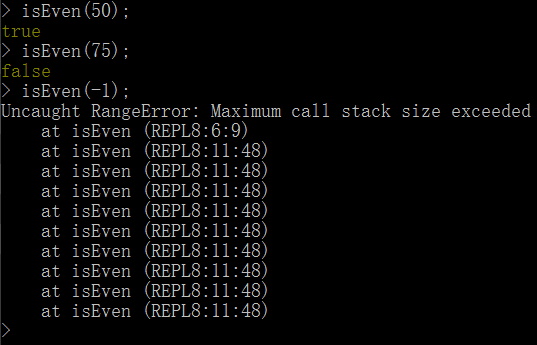 > isEven(50);
true
> isEven(75);
false
> isEven(-1);
Uncaught RangeError: Maximum call stack size exceeded
    at isEven (REPL8:6:9)
    at isEven (REPL8:11:48)
    at isEven (REPL8:11:48)
    at isEven (REPL8:11:48)
    at isEven (REPL8:11:48)
    at isEven (REPL8:11:48)
    at isEven (REPL8:11:48)
    at isEven (REPL8:11:48)
    at isEven (REPL8:11:48)
    at isEven (REPL8:11:48)
>